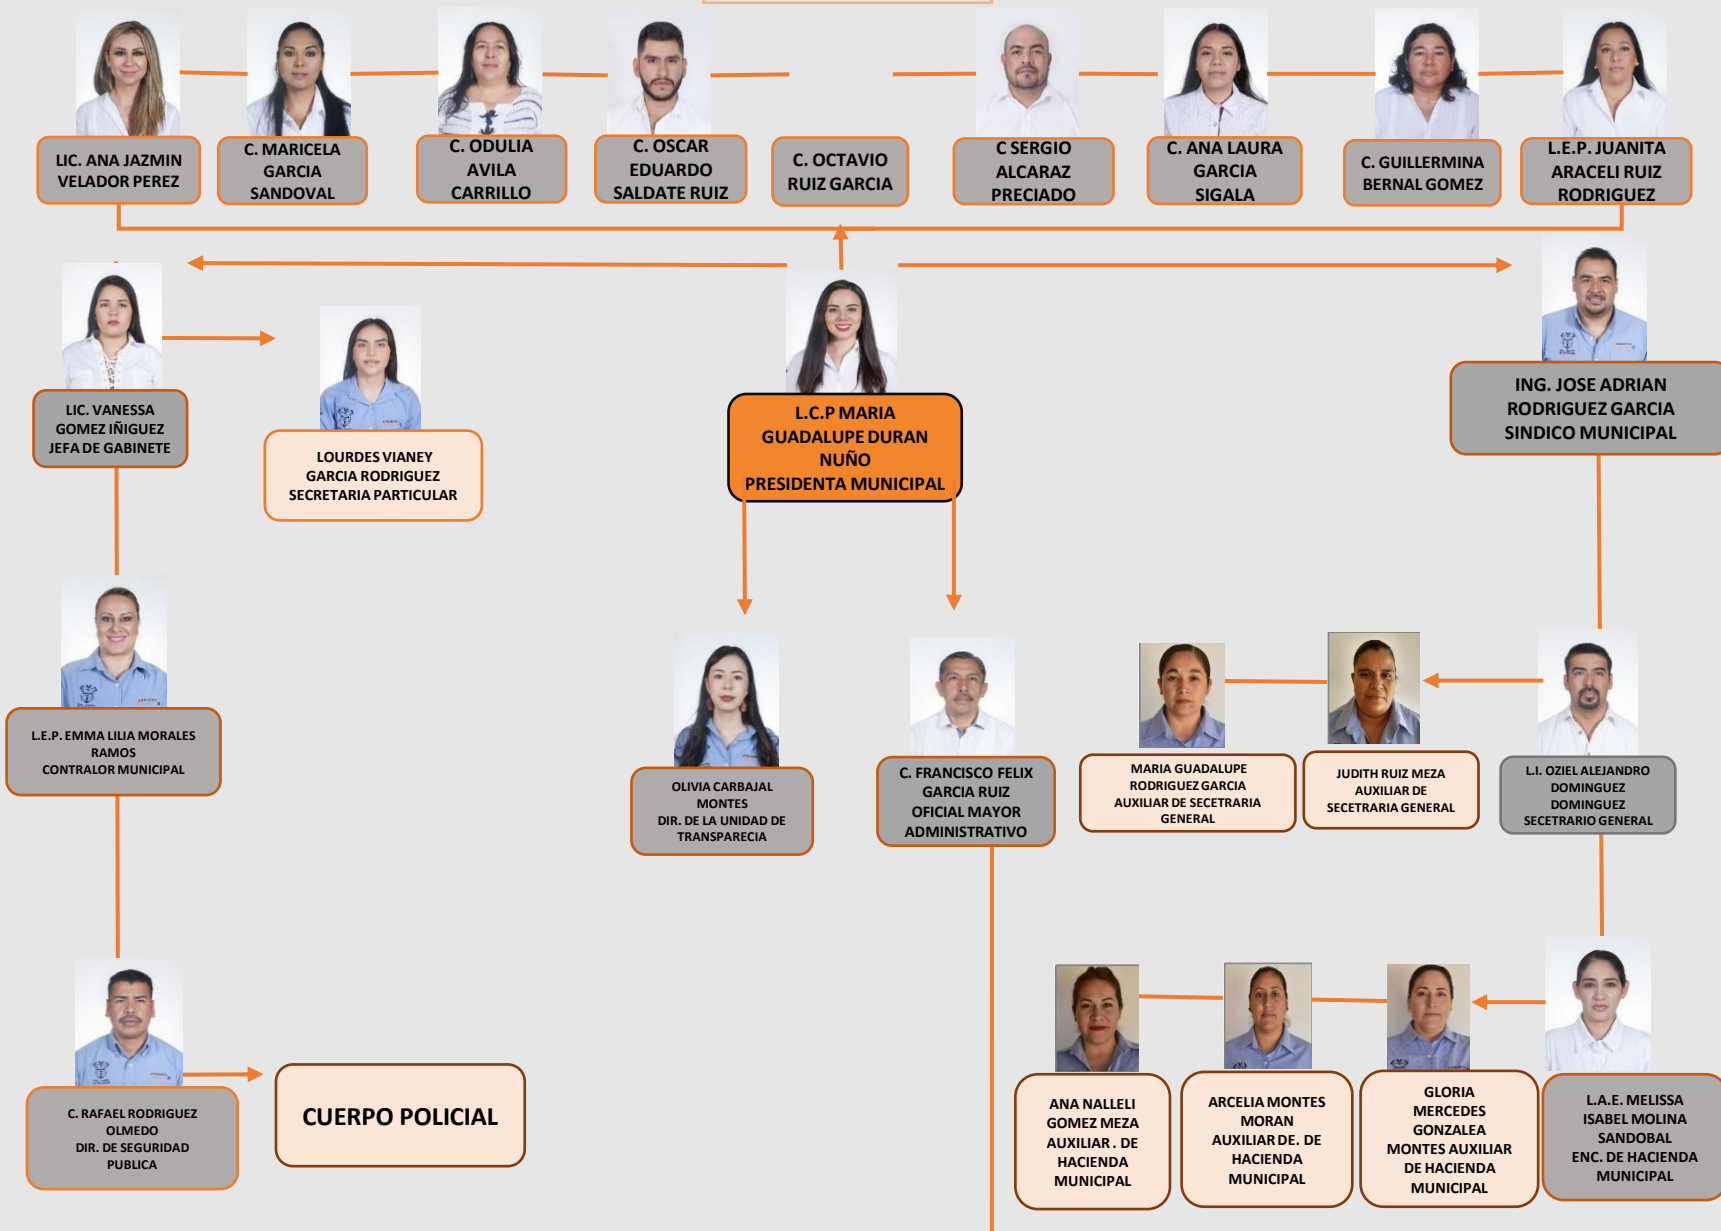 LIC. ANA JAZMIN
VELADOR PEREZ
C. MARICELA
GARCIA
SANDOVAL
C. ODULIA
AVILA
CARRILLO
C. OSCAR
EDUARDO
SALDATE RUIZ
C. OCTAVIO
RUIZ GARCIA
C SERGIO
ALCARAZ
PRECIADO
C. ANA LAURA
GARCIA
SIGALA
C. GUILLERMINA
BERNAL GOMEZ
L.E.P. JUANITA
ARACELI RUIZ
RODRIGUEZ
LIC. VANESSA
GOMEZ IÑIGUEZ
JEFA DE GABINETE
LOURDES VIANEY
GARCIA RODRIGUEZ
SECRETARIA PARTICULAR
L.C.P MARIA
GUADALUPE DURAN
NUÑO
PRESIDENTA MUNICIPAL
ING. JOSE ADRIAN
RODRIGUEZ GARCIA
SINDICO MUNICIPAL
L.E.P. EMMA LILIA MORALES
RAMOS
CONTRALOR MUNICIPAL
OLIVIA CARBAJAL
MONTES
DIR. DE LA UNIDAD DE
TRANSPARECIA
C. FRANCISCO FELIX
GARCIA RUIZ
OFICIAL MAYOR
ADMINISTRATIVO
MARIA GUADALUPE
RODRIGUEZ GARCIA
AUXILIAR DE SECETRARIA
GENERAL
JUDITH RUIZ MEZA
AUXILIAR DE
SECETRARIA GENERAL
L.I. OZIEL ALEJANDRO
DOMINGUEZ
DOMINGUEZ
SECETRARIO GENERAL
C. RAFAEL RODRIGUEZ
OLMEDO
DIR. DE SEGURIDAD
PUBLICA
CUERPO POLICIAL
ANA NALLELI
GOMEZ MEZA
AUXILIAR . DE
HACIENDA
MUNICIPAL
ARCELIA MONTES
MORAN
AUXILIAR DE. DE
HACIENDA
MUNICIPAL
GLORIA
MERCEDES
GONZALEA
MONTES AUXILIAR
DE HACIENDA
MUNICIPAL
L.A.E. MELISSA
ISABEL MOLINA
SANDOBAL
ENC. DE HACIENDA
MUNICIPAL